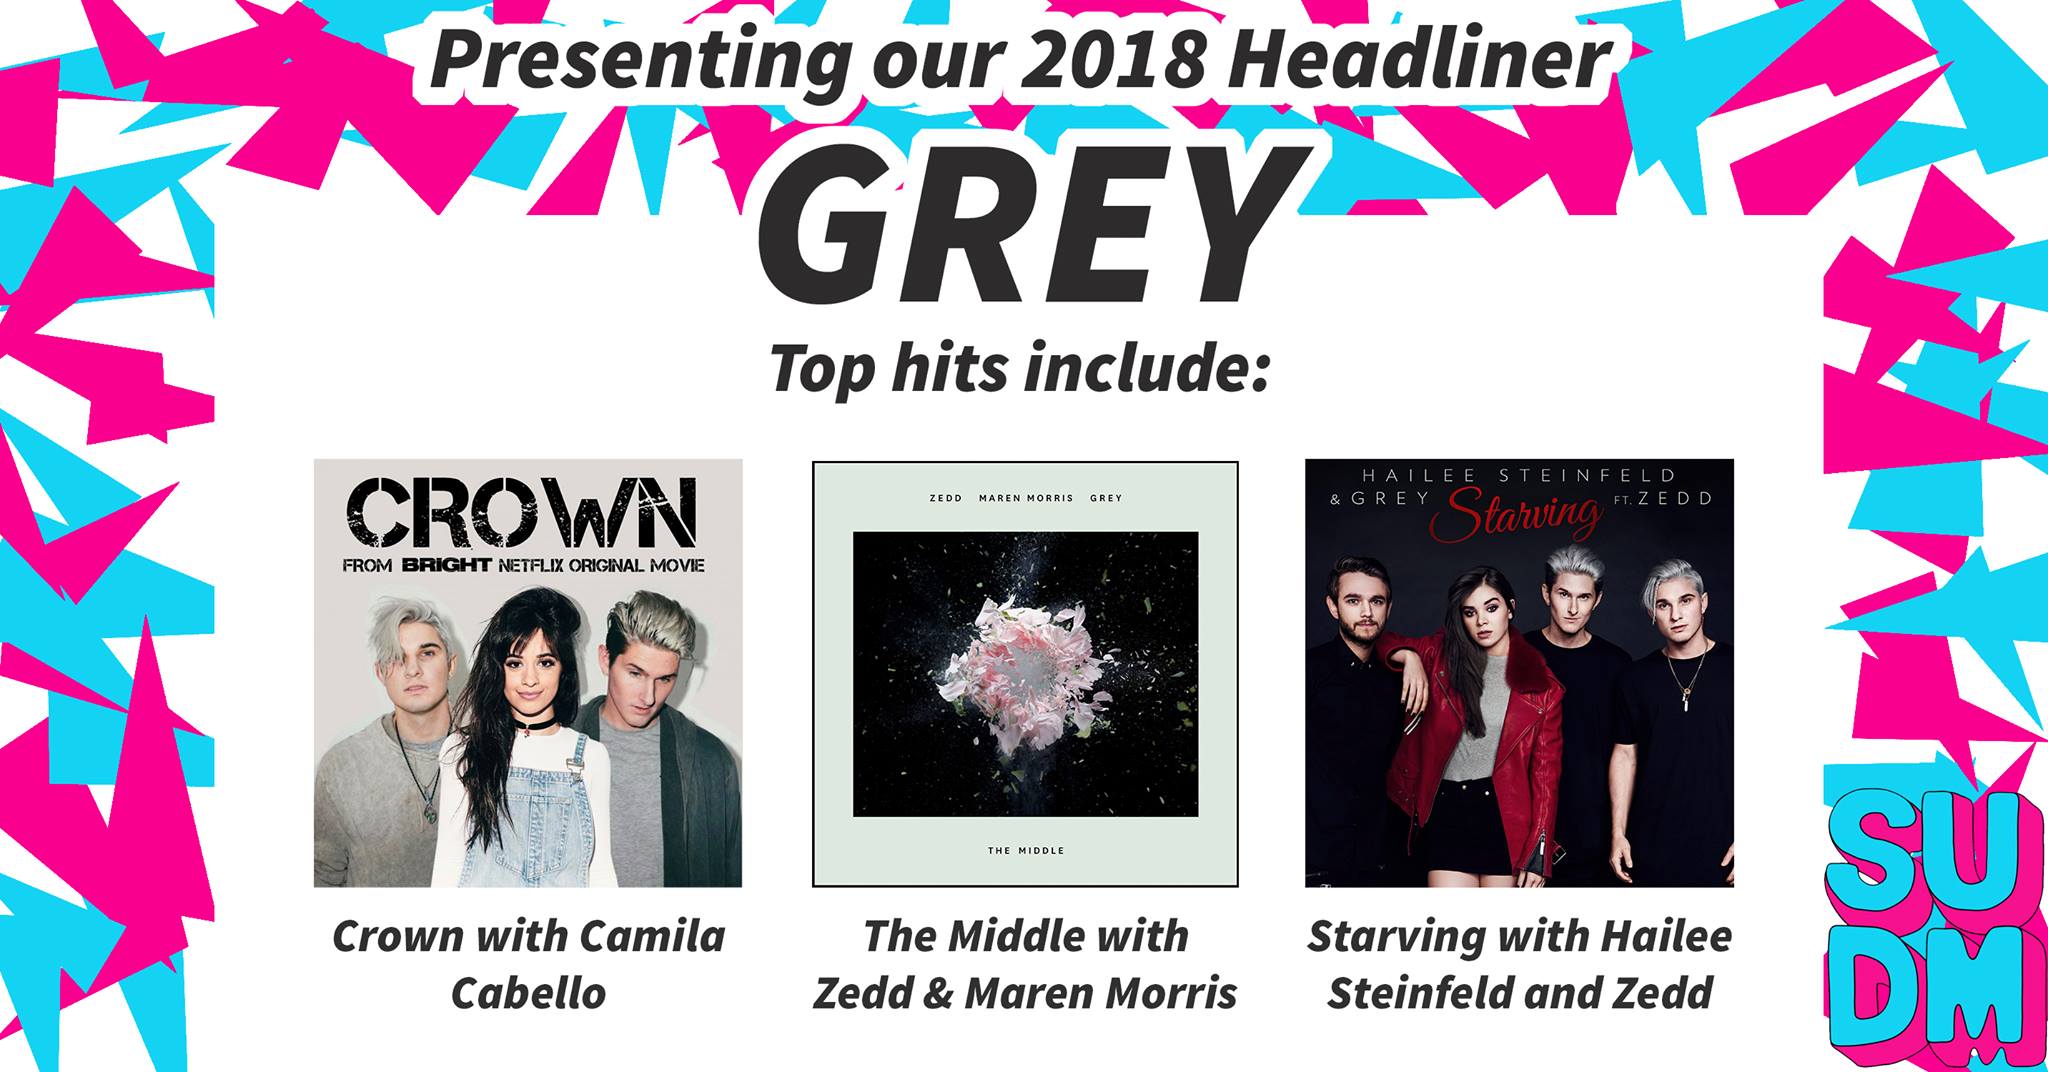 Presenting our 2018 Headliner
GREY
Top hits include:
CROWN
FROM BRIGHT NETFLIX ORIGINAL MOVIE
Crown with Camila
Cabello
ZEDD MAREN MORRIS GREY
THE MIDDLE
The Middle with
Zedd & Maren Morris
HAILEE STEINFELD
& GREY Starving FT. ZEDD
Starving with Hailee
Steinfeld and Zedd
SU
DM